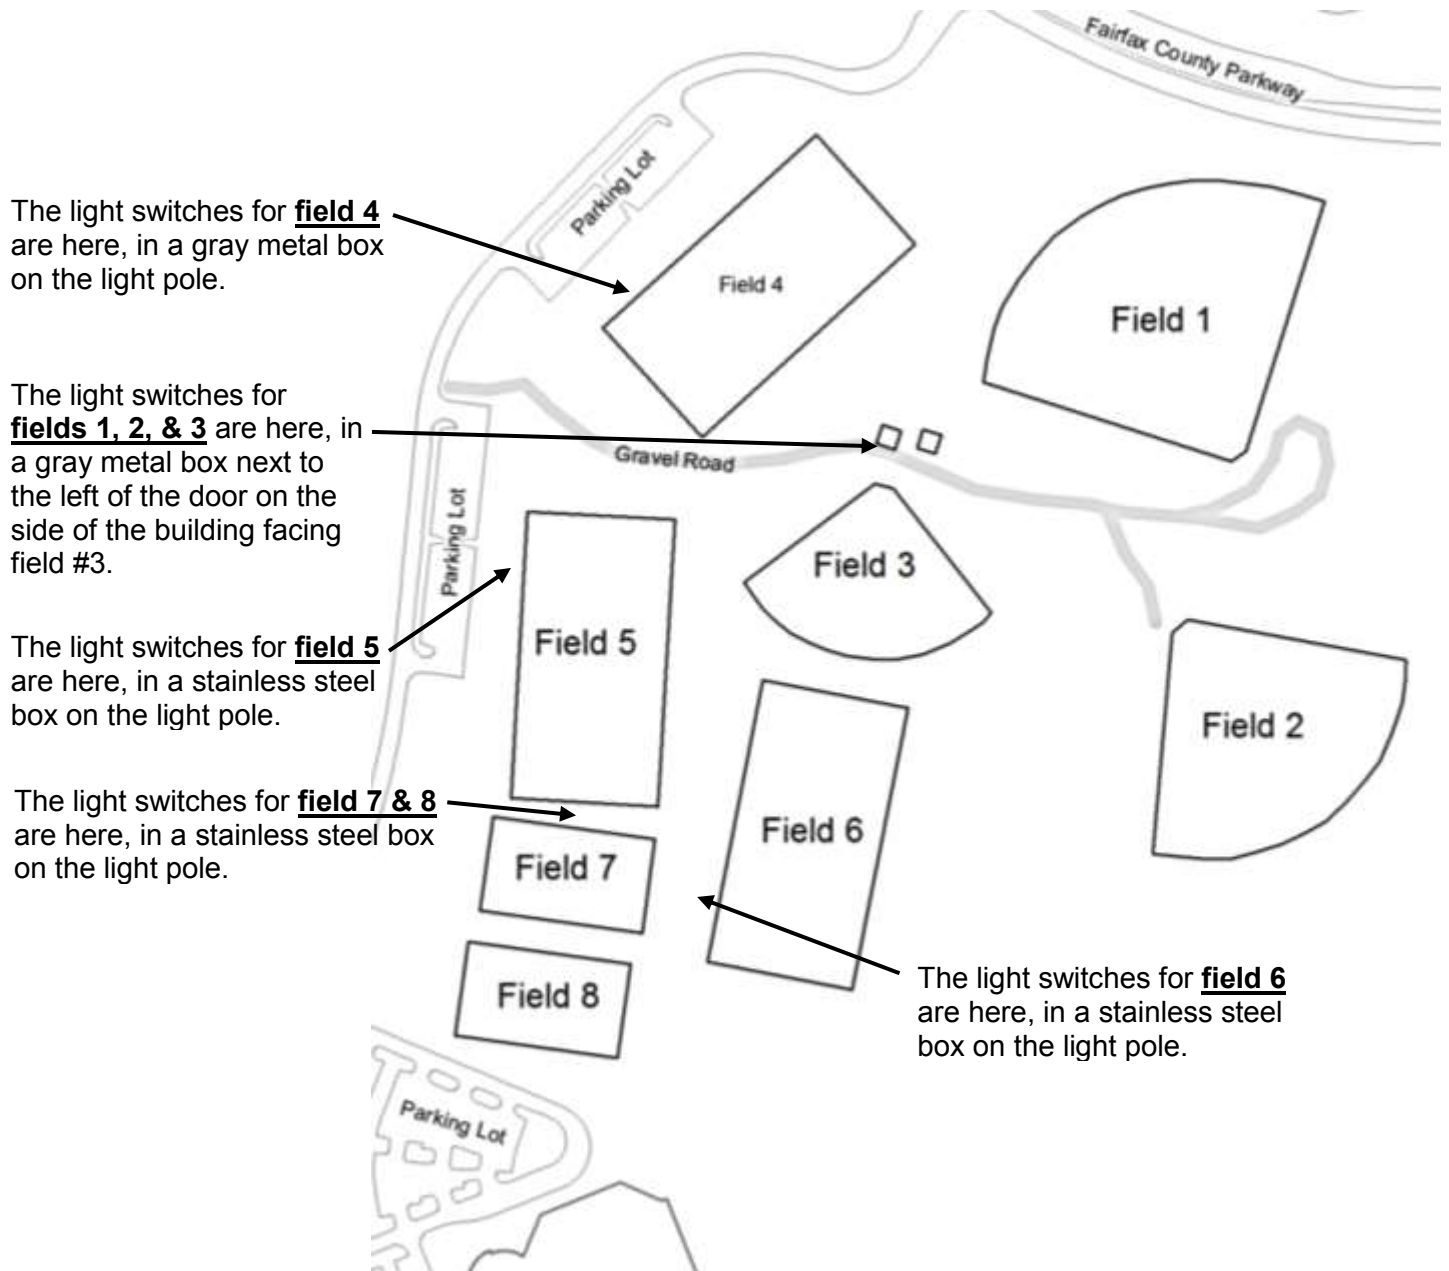 Fairfax County Parkway
Parking Lot
The light switches for field 4
are here, in a gray metal box
on the light pole.
Field 4
Field 1
The light switches for
fields 1, 2, & 3 are here, in
a gray metal box next to
the left of the door on the
side of the building facing
field #3.
Gravel Road
Parking Lot
Field 3
The light switches for field 5
are here, in a stainless steel
box on the light pole.
Field 5
Field 2
The light switches for field 7 & 8
are here, in a stainless steel box
on the light pole.
Field 6
Field 7
Field 8
The light switches for field 6
are here, in a stainless steel
box on the light pole.
Parking Lot